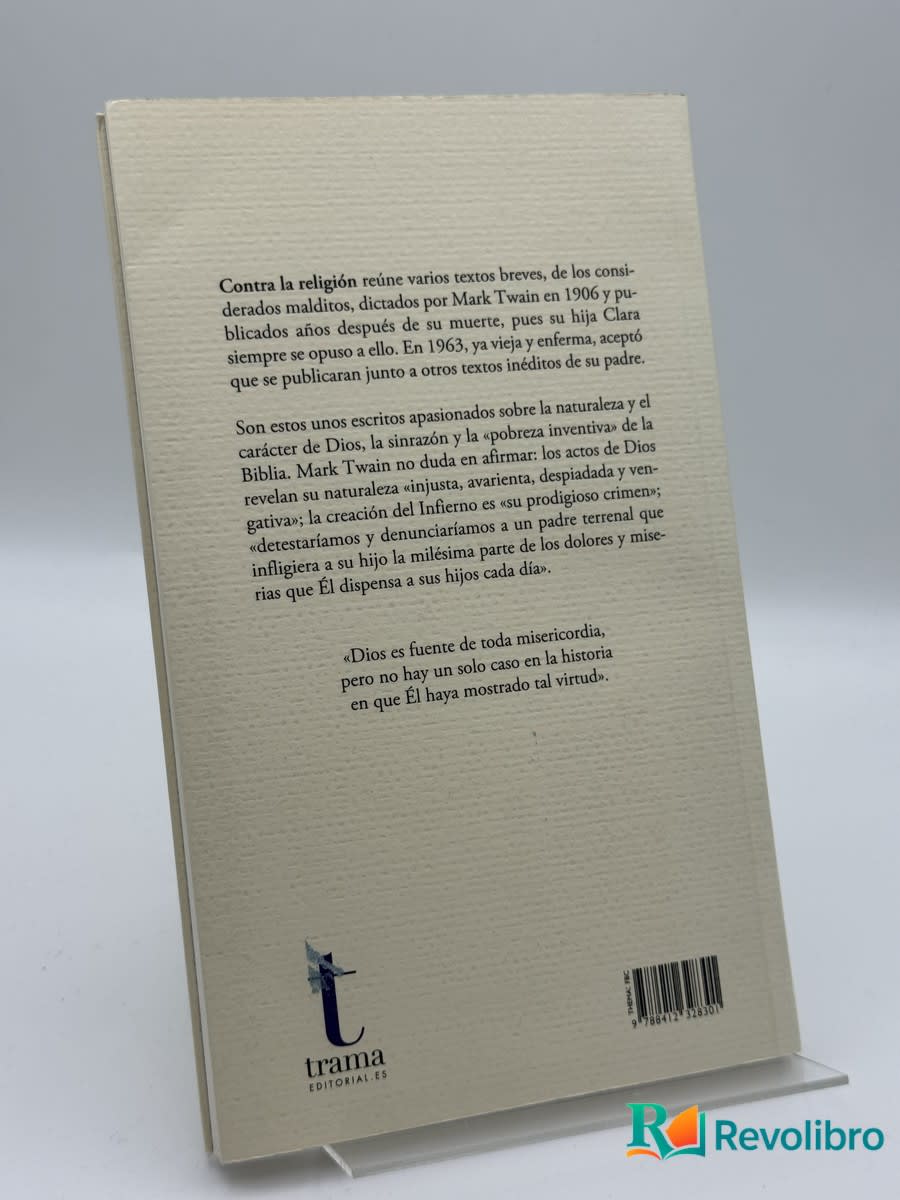 Contra la religión reúne varios textos breves, de los consi-
derados malditos, dictados por Mark Twain en 1906 y pu-
blicados años después de su muerte, pues su hija Clara
siempre se opuso a ello. En 1963, ya vieja y enferma, aceptó
que se publicaran junto a otros textos inéditos de su padre.
Son estos unos escritos apasionados sobre la naturaleza y el
carácter de Dios, la sinrazón y la «pobreza inventiva» de la
Biblia. Mark Twain no duda en afirmar: los actos de Dios
revelan su naturaleza «injusta, avarienta, despiadada y ven-
gativa»; la creación del Infierno es «su prodigioso crimen»;
«detestaríamos y denunciaríamos a un padre terrenal que
infligiera a su hijo la milésima parte de los dolores y mise-
rias que Él dispensa a sus hijos cada día».
«Dios es fuente de toda misericordia,
pero no hay un solo caso en la historia
en que Él haya mostrado tal virtud».
t
trama
EDITORIAL.ES
THEMA: FBC
9 788412 328301
Revolibro